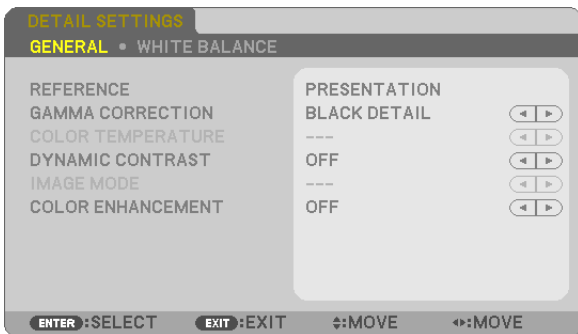 DETAIL SETTINGS
GENERAL • WHITE BALANCE
REFERENCE PRESENTATION
GAMMA CORRECTION BLACK DETAIL
COLOR TEMPERATURE ---
DYNAMIC CONTRAST OFF
IMAGE MODE ---
COLOR ENHANCEMENT OFF
ENTER :SELECT EXIT :EXIT :MOVE :MOVE